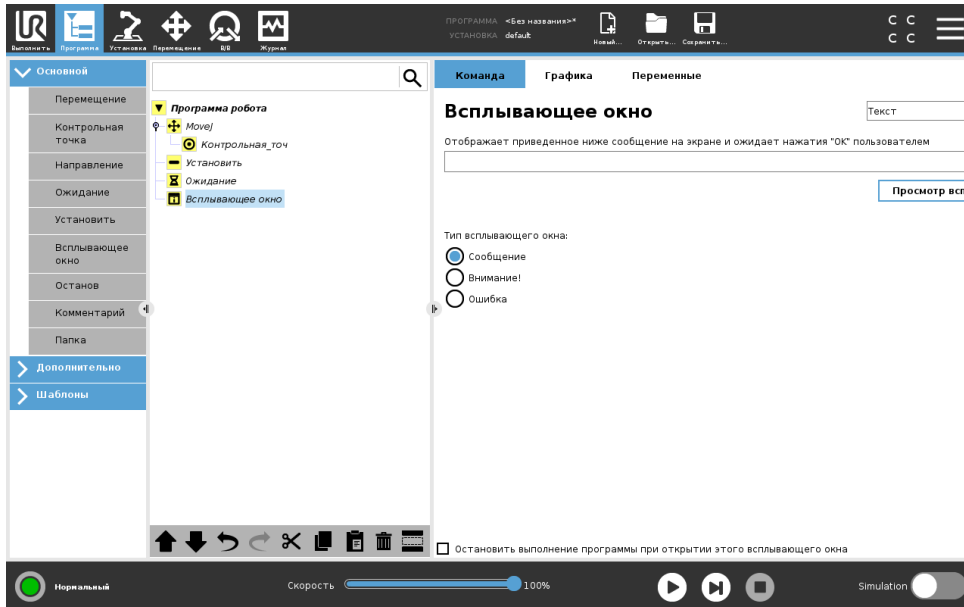 ПРОГРАММА <Без названия>*
УСТАНОВКА default
Выполнить
Программа
Установка
Перемещение
В/В
Журнал
Новый...
Открыть...
Сохранить...
C C
C C
Основной
Перемещение
Контрольная
точка
Направление
Ожидание
Установить
Всплывающее
окно
Останов
Комментарий
Папка
Дополнительно
Шаблоны
Программа робота
MoveJ
Контрольная_точ
Установить
Ожидание
Всплывающее окно
Команда
Графика
Переменные
Всплывающее окно
Текст
Отображает приведенное ниже сообщение на экране и ожидает нажатия "ОК" пользователем
Просмотр всп
Тип всплывающего окна:
Сообщение
Внимание!
Ошибка
Остановить выполнение программы при открытии этого всплывающего окна
Нормальный
Скорость
100%
Simulation